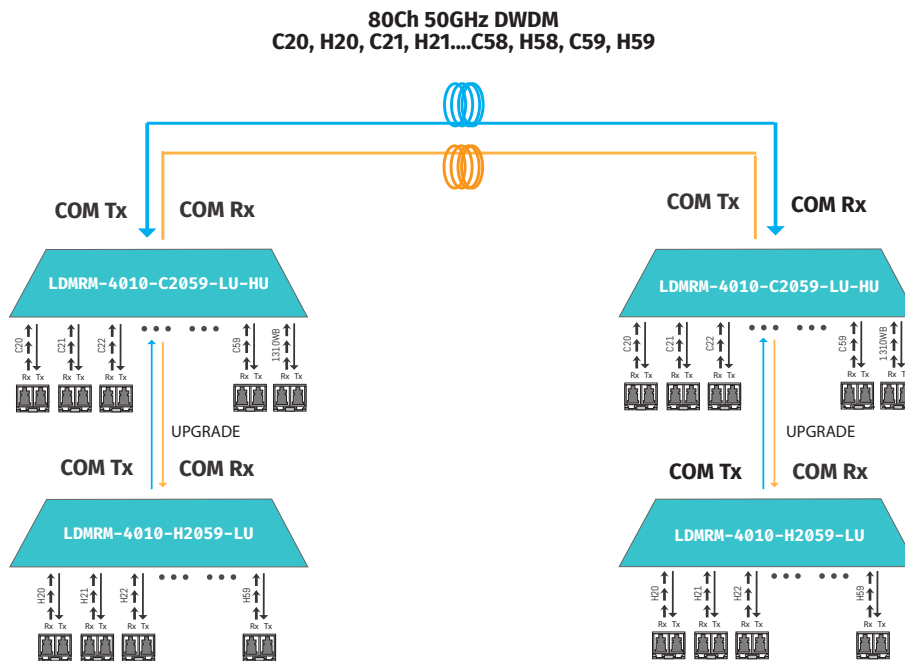 80Ch 50GHz DWDM
C20, H20, C21, H21....C58, H58, C59, H59
COM Tx COM Rx
COM Tx COM Rx
LDMRM-4010-C2059-LU-HU
LDMRM-4010-C2059-LU-HU
C20 C21 C22 C59 1310WB
C20 C21 C22 C59 1310WB
Rx Tx Rx Tx Rx Tx Rx Tx Rx Tx
Rx Tx Rx Tx Rx Tx Rx Tx Rx T
UPGRADE
UPGRADE
COM Tx COM Rx
COM Tx COM Rx
LDMRM-4010-H2059-LU
LDMRM-4010-H2059-LU
H20 H21 H22 H59
H20 H21 H22 H59
Rx Tx Rx Tx Rx Tx Rx Tx
Rx Tx Rx Tx Rx Tx Rx Tx